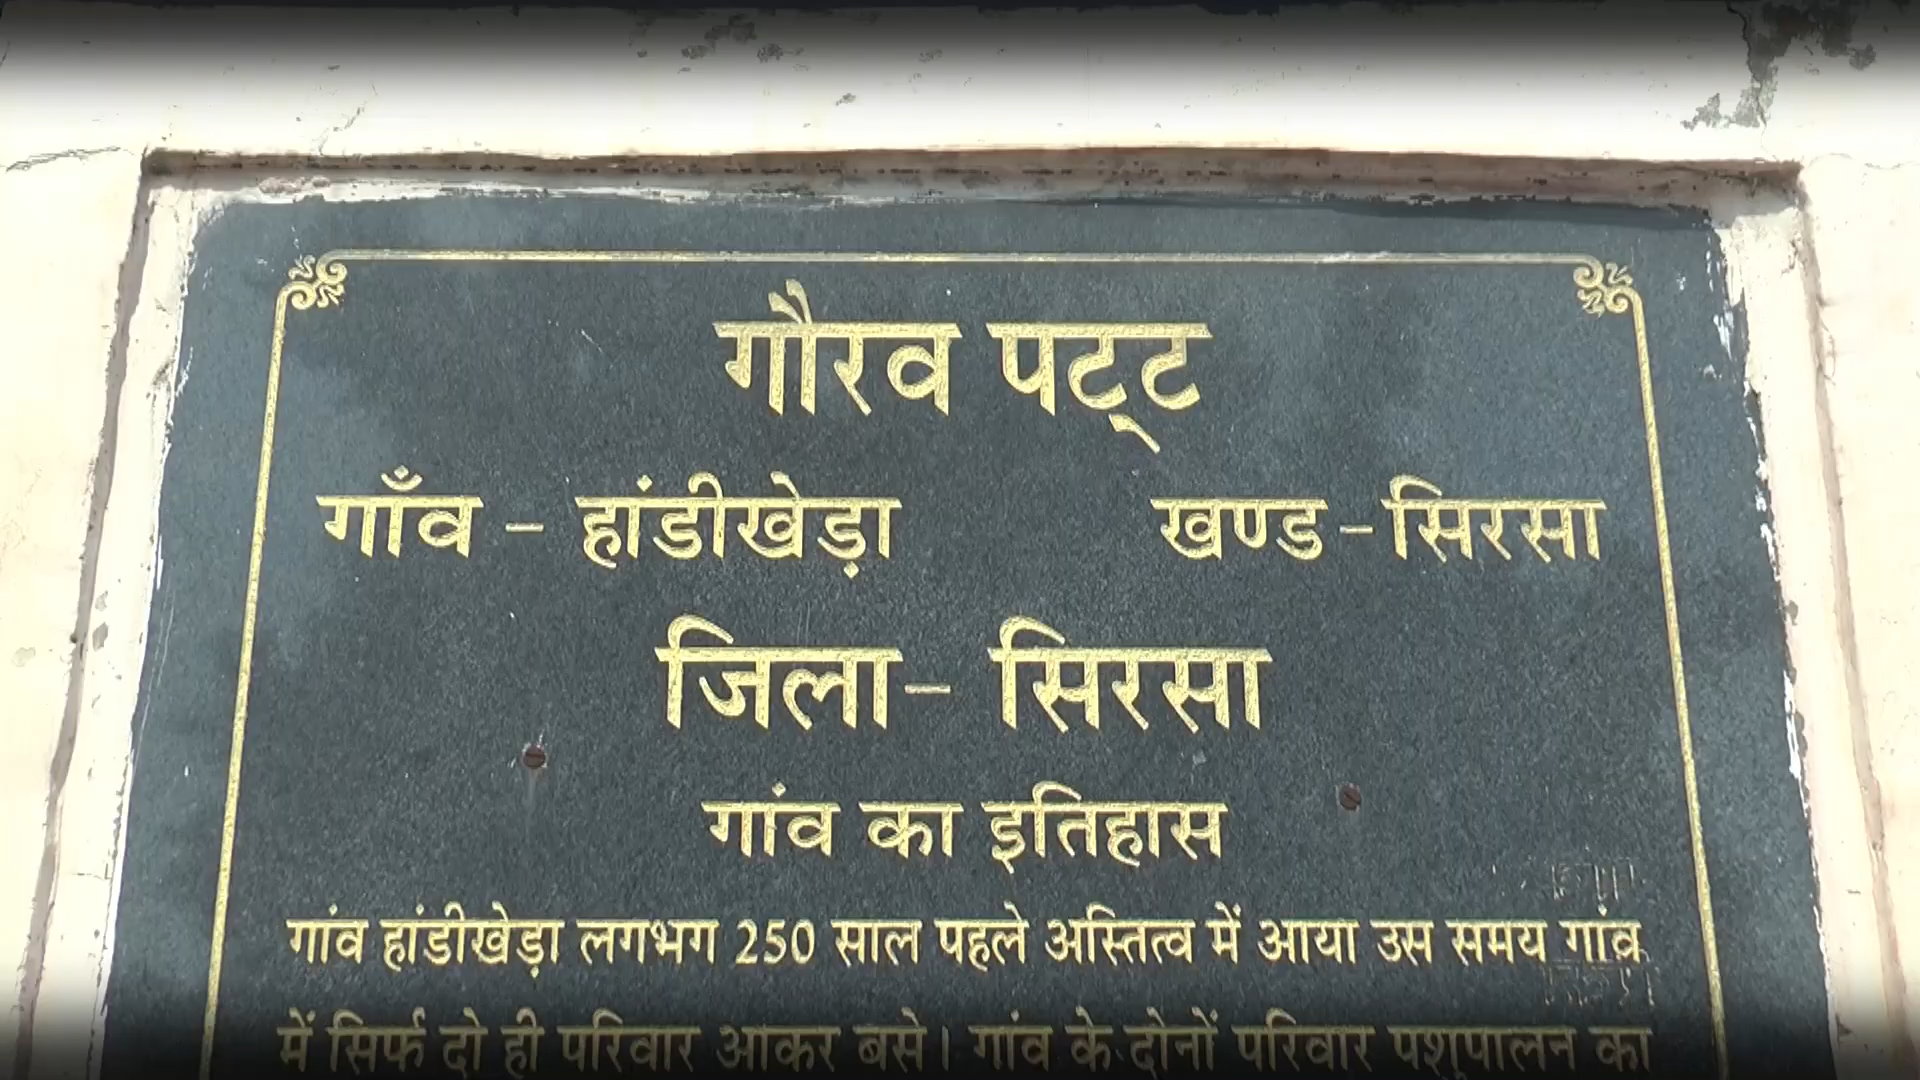 गौरव पट्ट
गाँव - हांडीखेड़ा खण्ड - सिरसा
जिला - सिरसा
गांव का इतिहास
गांव हांडीखेड़ा लगभग 250 साल पहले अस्तित्व में आया उस समय गांव
में सिर्फ दो ही परिवार आकर बसे। गांव के दोनों परिवार पशुपालन का